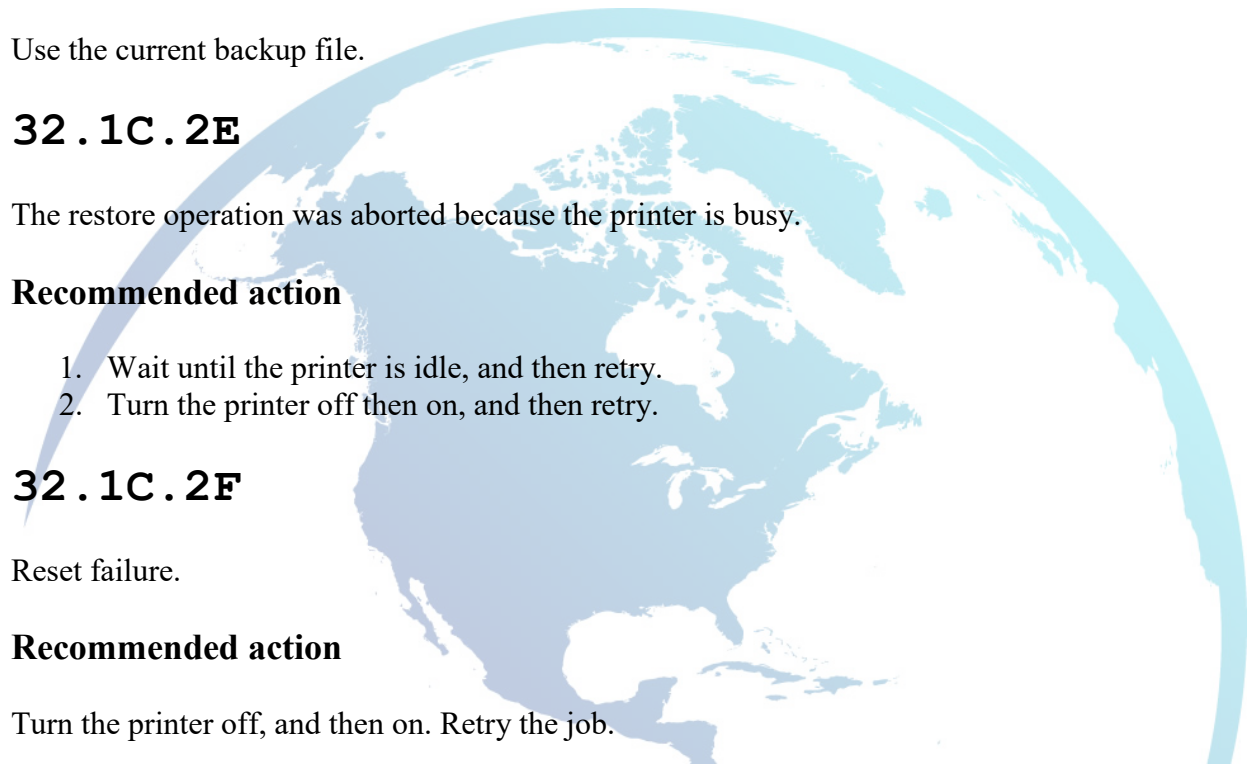 Use the current backup file.
32.1C.2E
The restore operation was aborted because the printer is busy.
Recommended action
1. Wait until the printer is idle, and then retry.
2. Turn the printer off then on, and then retry.
32.1C.2F
Reset failure.
Recommended action
Turn the printer off, and then on. Retry the job.